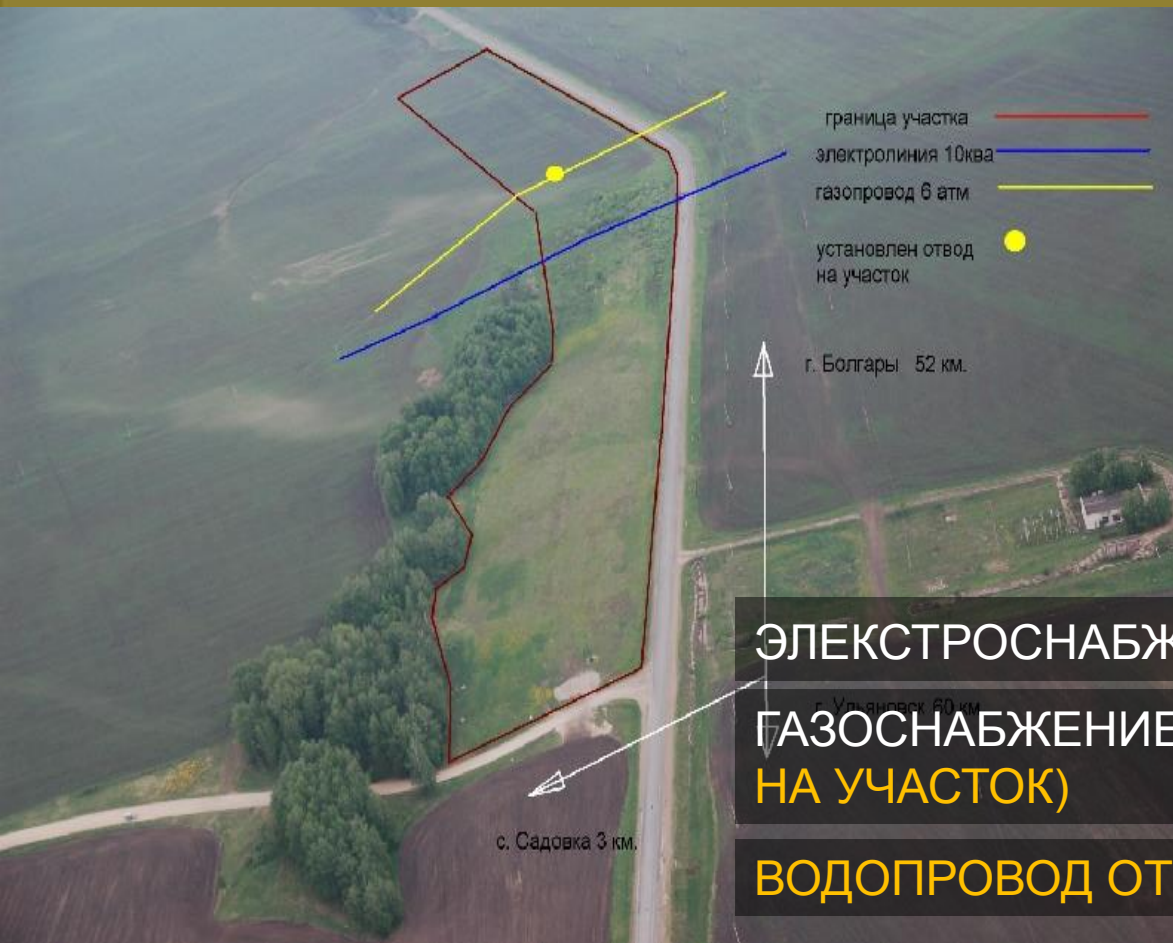 граница участка
электролиния 10ква
газопровод 6 атм
установлен отвод
на участок
г. Болгары 52 км.
ЭЛЕКСТРОСНАБЖ
г. Ульяновск 60 км
ГАЗОСНАБЖЕНИЕ
НА УЧАСТОК)
с. Садовка 3 км.
ВОДОПРОВОД ОТ